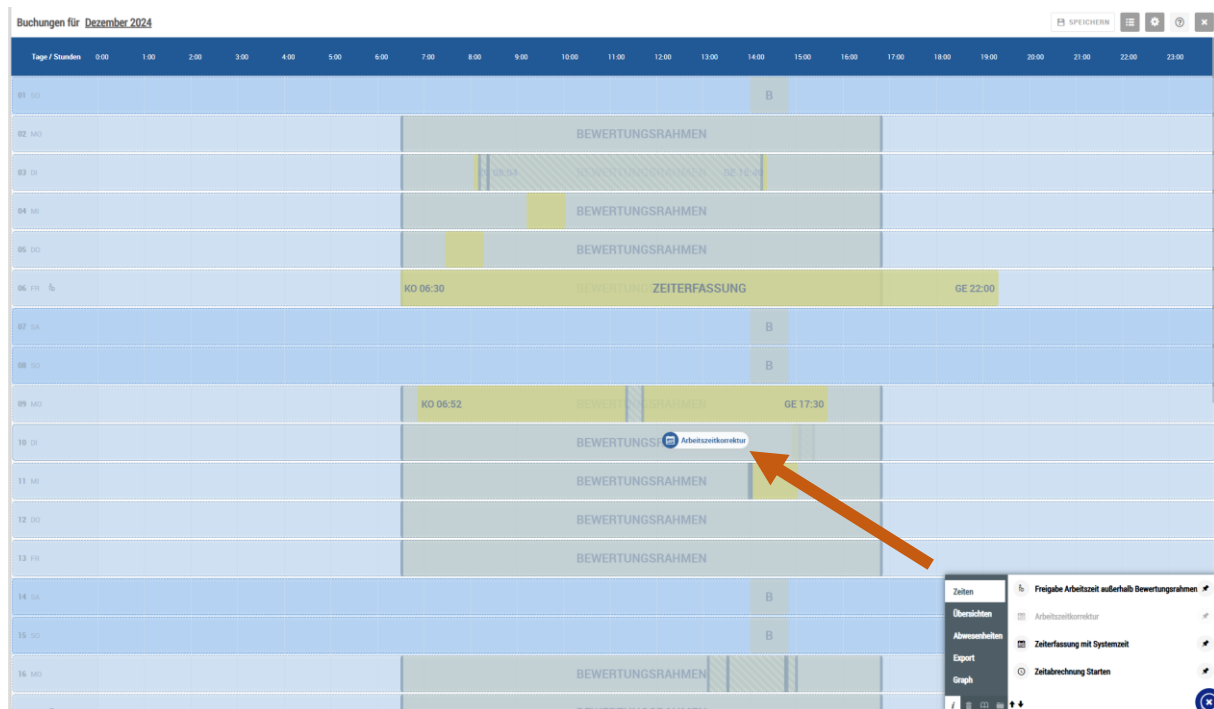 Buchungen für Dezember 2024
SPEICHERN
Tage / Stunden 0:00 1:00 2:00 3:00 4:00 5:00 6:00 7:00 8:00 9:00 10:00 11:00 12:00 13:00 14:00 15:00 16:00 17:00 18:00 19:00 20:00 21:00 22:00 23:00
01 SO B
02 MO BEWERTUNGSRAHMEN
03 DI
04 MI BEWERTUNGSRAHMEN
05 DO BEWERTUNGSRAHMEN
06 FR KO 06:30 ZEITERFASSUNG GE 22:00
07 SA B
08 SO B
09 MO KO 06:52 BEWERTUNGSRAHMEN GE 17:30
10 DI Arbeitszeitkorrektur
11 MI BEWERTUNGSRAHMEN
12 DO BEWERTUNGSRAHMEN
13 FR BEWERTUNGSRAHMEN
14 SA B
15 SO B
16 MO BEWERTUNGSRAHMEN
Zeiten
Übersichten
Abwesenheiten
Export
Graph
Freigabe Arbeitszeit außerhalb Bewertungsrahmen
Arbeitszeitkorrektur
Zeiterfassung mit Systemzeit
Zeitabrechnung Starten